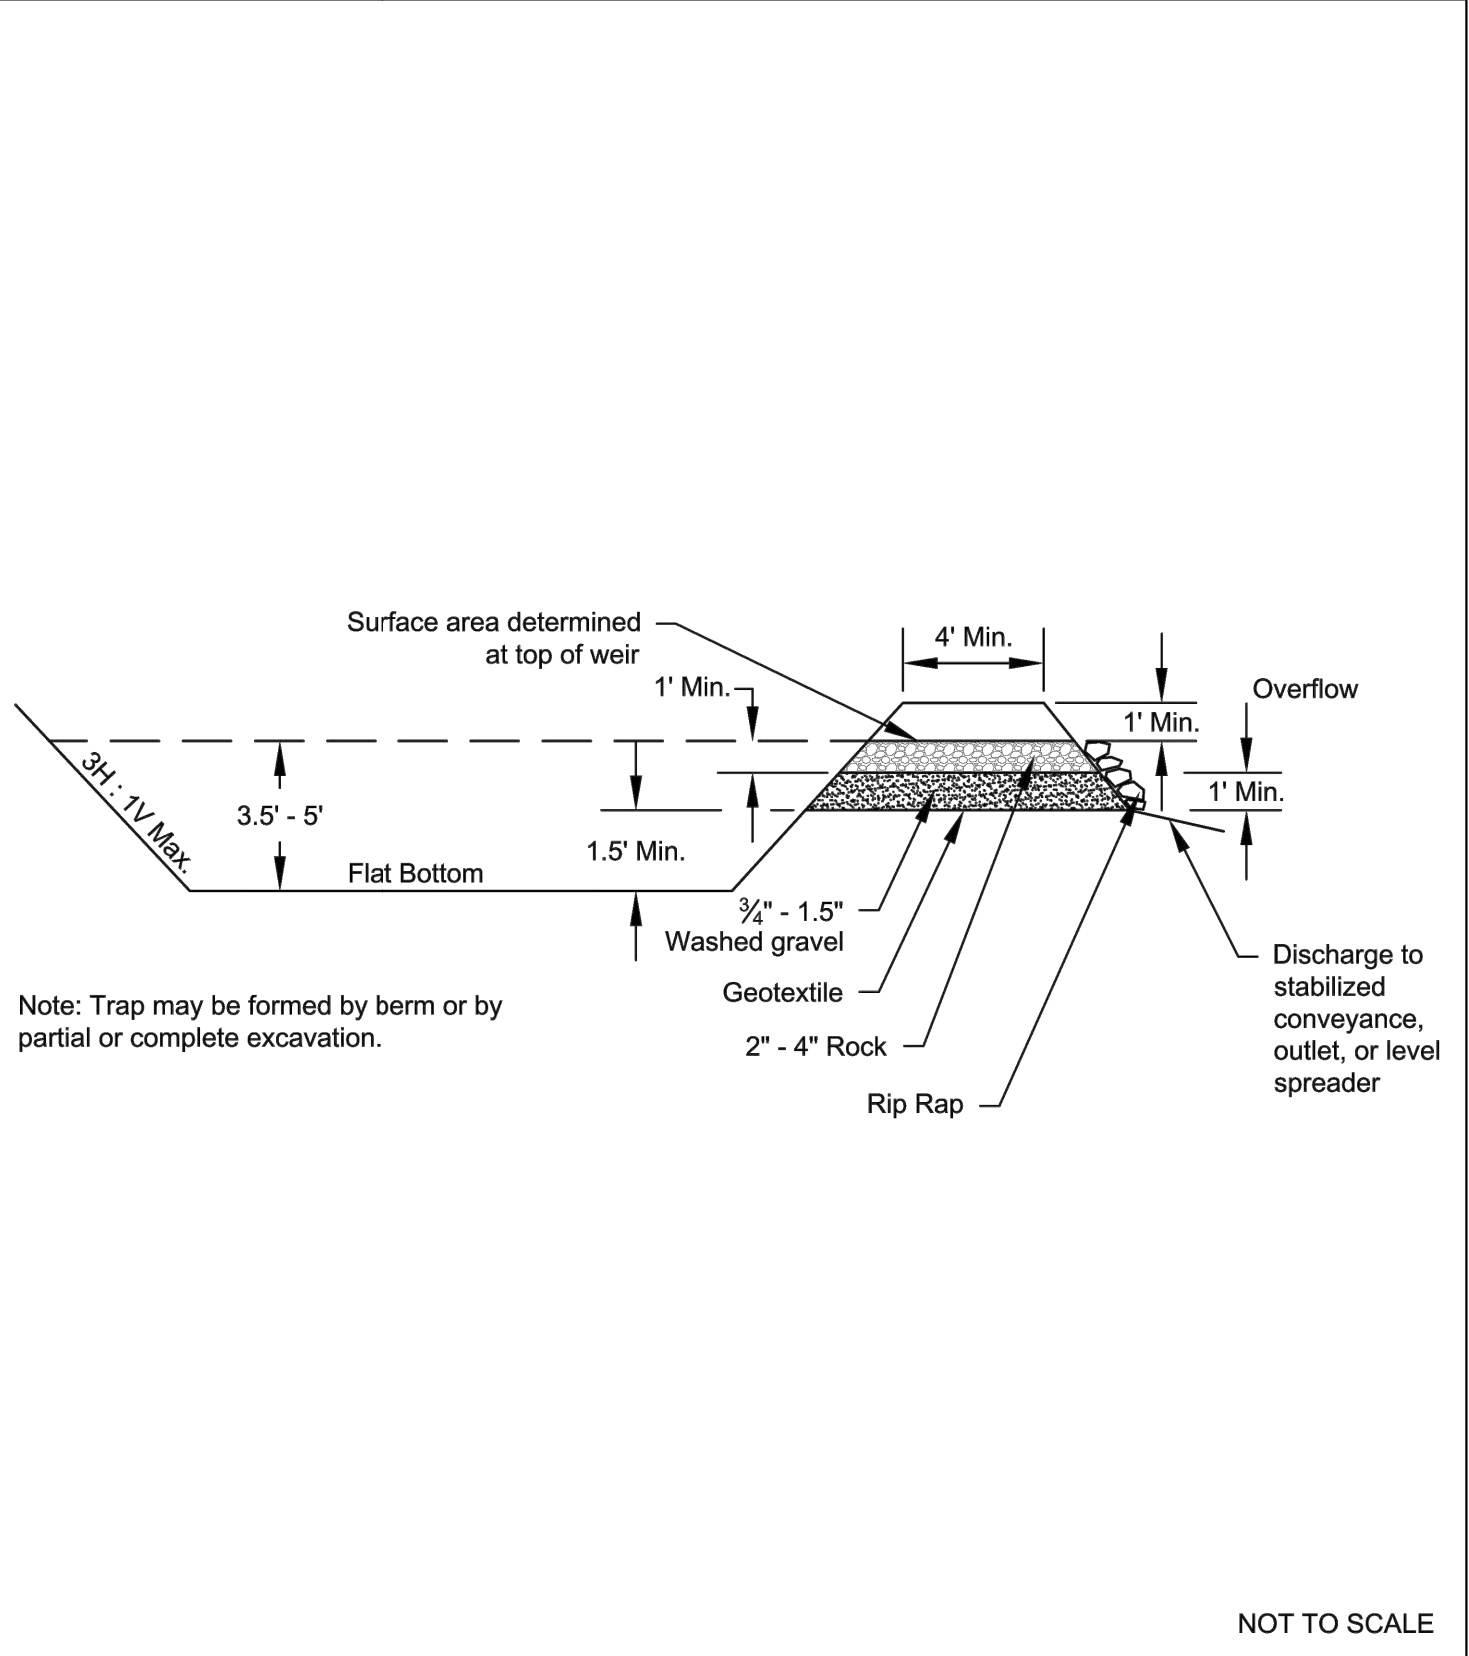 Surface area determined
at top of weir
4' Min.
1' Min.
Overflow
1' Min.
3H : 1V Max.
3.5' - 5'
1' Min.
1.5' Min.
Flat Bottom
¾" - 1.5"
Washed gravel
Geotextile
2" - 4" Rock
Rip Rap
Discharge to
stabilized
conveyance,
outlet, or level
spreader
Note: Trap may be formed by berm or by
partial or complete excavation.
NOT TO SCALE